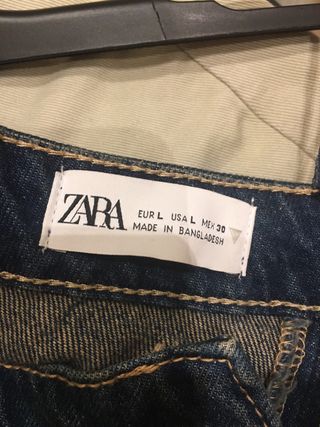 ZARA
EUR L USA L MEX 30
MADE IN BANGLADESH